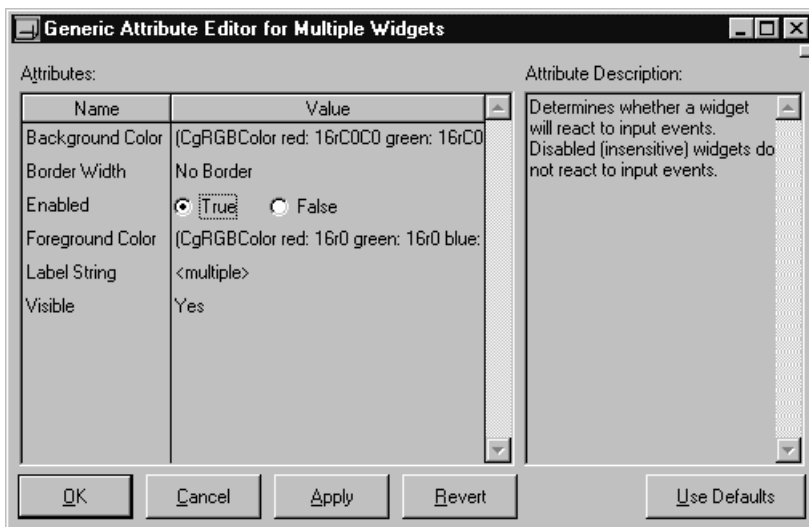 Generic Attribute Editor for Multiple Widgets
Attributes:
Name Value
Background Color (CgRGBColor red: 16rC0C0 green: 16rC0
Border Width No Border
Enabled True False
Foreground Color (CgRGBColor red: 16r0 green: 16r0 blue:
Label String <multiple>
Visible Yes
Attribute Description:
Determines whether a widget
will react to input events.
Disabled (insensitive) widgets do
not react to input events.
OK Cancel Apply Revert Use Defaults